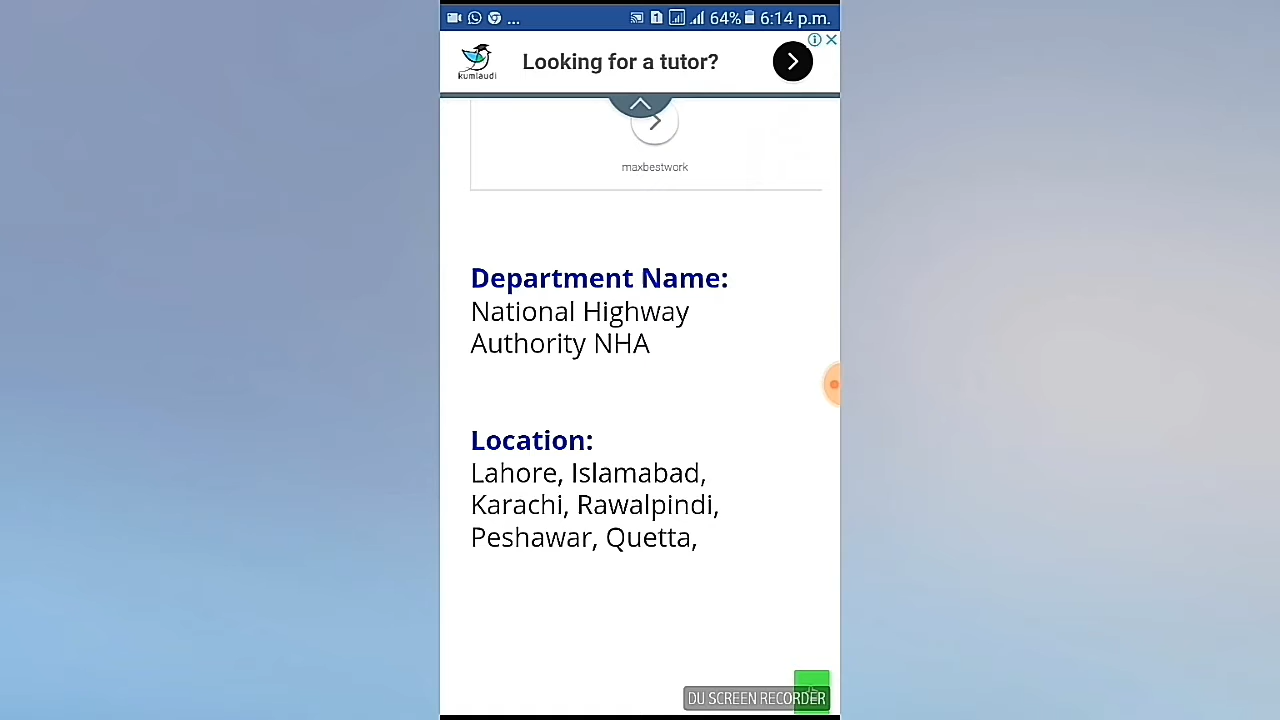 ... 64% 6:14 p.m.
kumlaudi
Looking for a tutor?
maxbestwork
Department Name:
National Highway
Authority NHA
Location:
Lahore, Islamabad,
Karachi, Rawalpindi,
Peshawar, Quetta,
DU SCREEN RECORDER